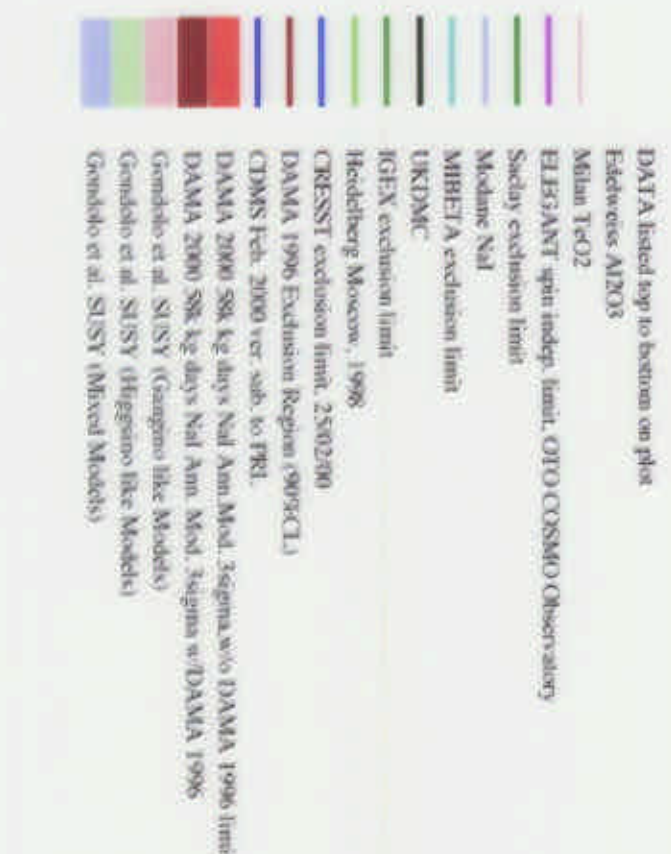 DATA listed top to bottom on plot
Edelweiss Al2O3
Milan TeO2
ELEGANT spin indep. limit, OTO COSMO Observatory
Saclay exclusion limit
Modane NaI
MIBETA exclusion limit
UKDMC
IGEX exclusion limit
Heidelberg Moscow, 1998
CRESST exclusion limit, 25/02/00
DAMA 1996 Exclusion Region (90%CL)
CDMS Feb. 2000 ver. sub. to PRL
DAMA 2000 58k kg days NaI Ann.Mod. 3sigma,w/o DAMA 1996 limi
DAMA 2000 58k kg days NaI Ann. Mod. 3sigma w/DAMA 1996
Gondolo et al. SUSY (Gaugino like Models)
Gondolo et al. SUSY (Higgsino like Models)
Gondolo et al. SUSY (Mixed Models)